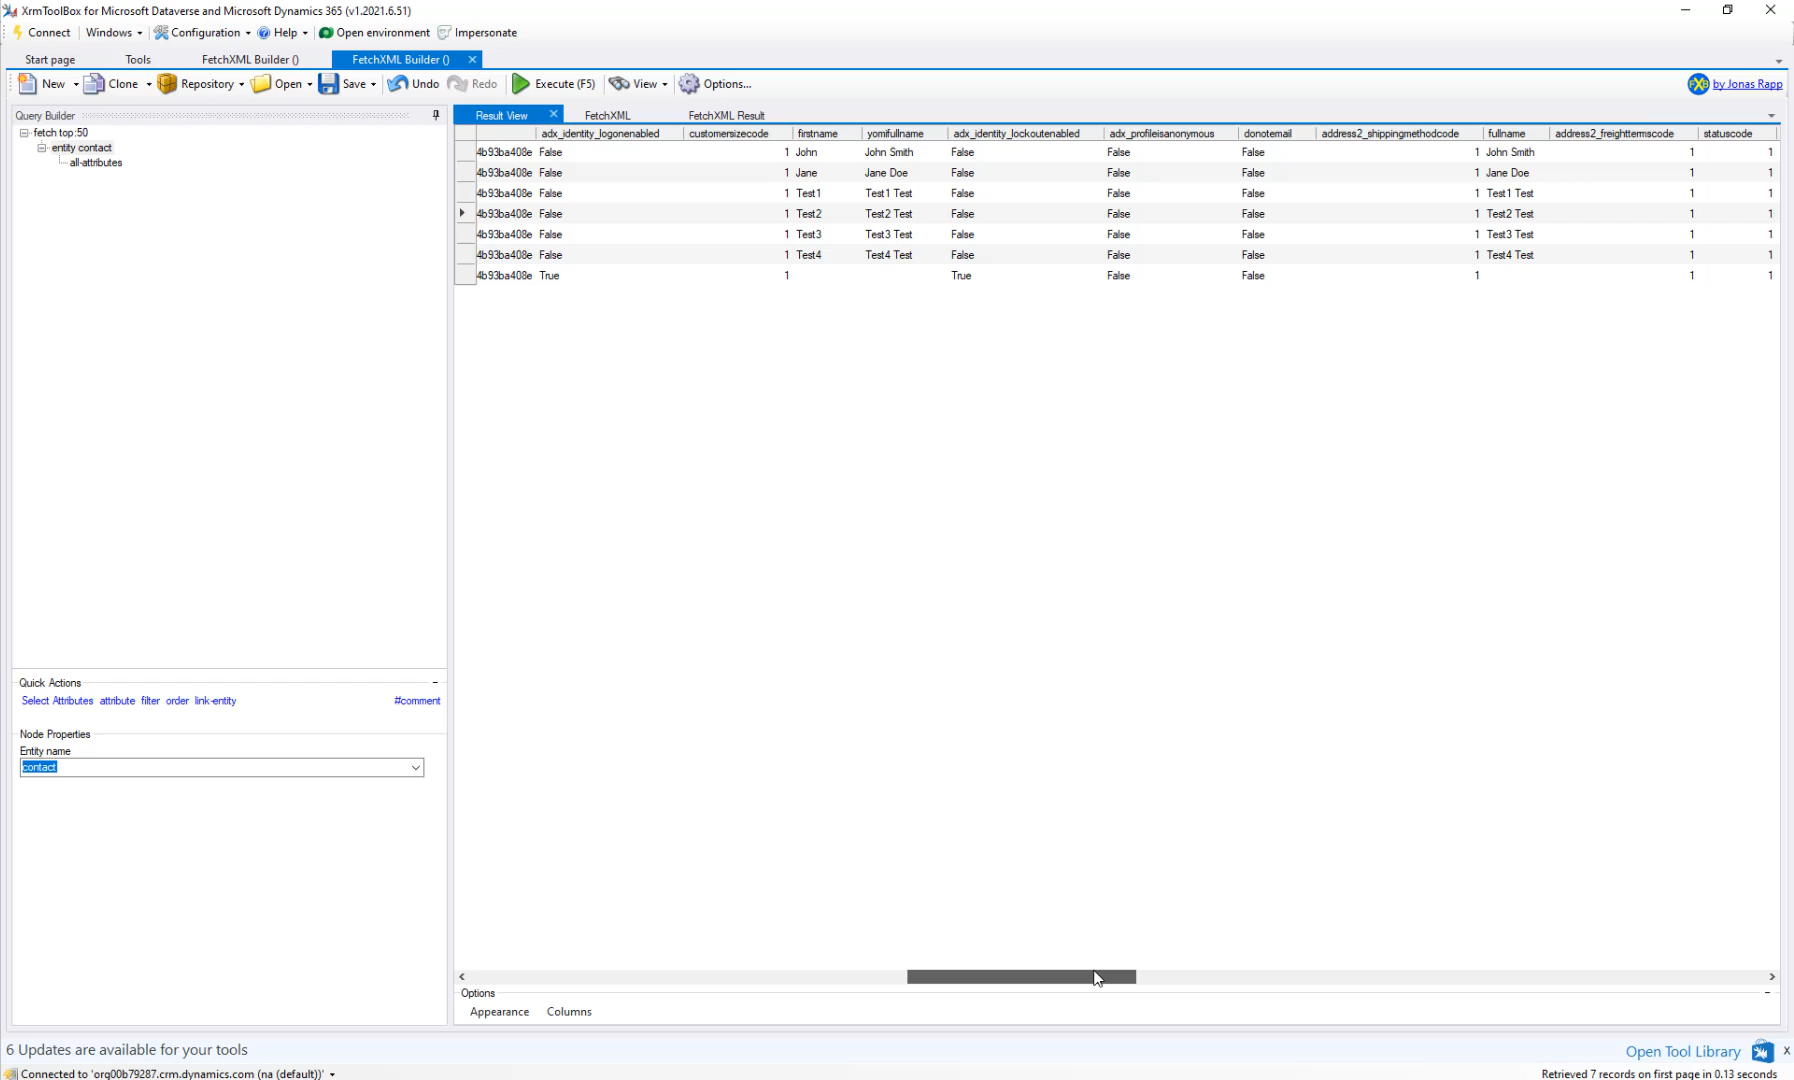 XrmToolBox for Microsoft Dataverse and Microsoft Dynamics 365 (v1.2021.6.51)
Connect Windows Configuration Help Open environment Impersonate
Start page Tools FetchXML Builder () FetchXML Builder ()
New Clone Repository Open Save Undo Redo Execute (F5) View Options... FXB by Jonas Rapp
Query Builder
fetch top:50
entity contact
all-attributes
Result View FetchXML FetchXML Result
adx_identity_logonenabled customersizecode firstname yomifullname adx_identity_lockoutenabled adx_profileisanonymous donotemail address2_shippingmethodcode fullname address2_freighttermscode statuscode
4b93ba408e False 1 John John Smith False False False 1 John Smith 1 1
4b93ba408e False 1 Jane Jane Doe False False False 1 Jane Doe 1 1
4b93ba408e False 1 Test1 Test1 Test False False False 1 Test1 Test 1 1
4b93ba408e False 1 Test2 Test2 Test False False False 1 Test2 Test 1 1
4b93ba408e False 1 Test3 Test3 Test False False False 1 Test3 Test 1 1
4b93ba408e False 1 Test4 Test4 Test False False False 1 Test4 Test 1 1
4b93ba408e True 1 True False False 1 1 1
Quick Actions
Select Attributes attribute filter order link-entity #comment
Node Properties
Entity name
contact
Options
Appearance Columns
6 Updates are available for your tools
Open Tool Library X
Connected to 'org00b79287.crm.dynamics.com (na (default))'
Retrieved 7 records on first page in 0.13 seconds